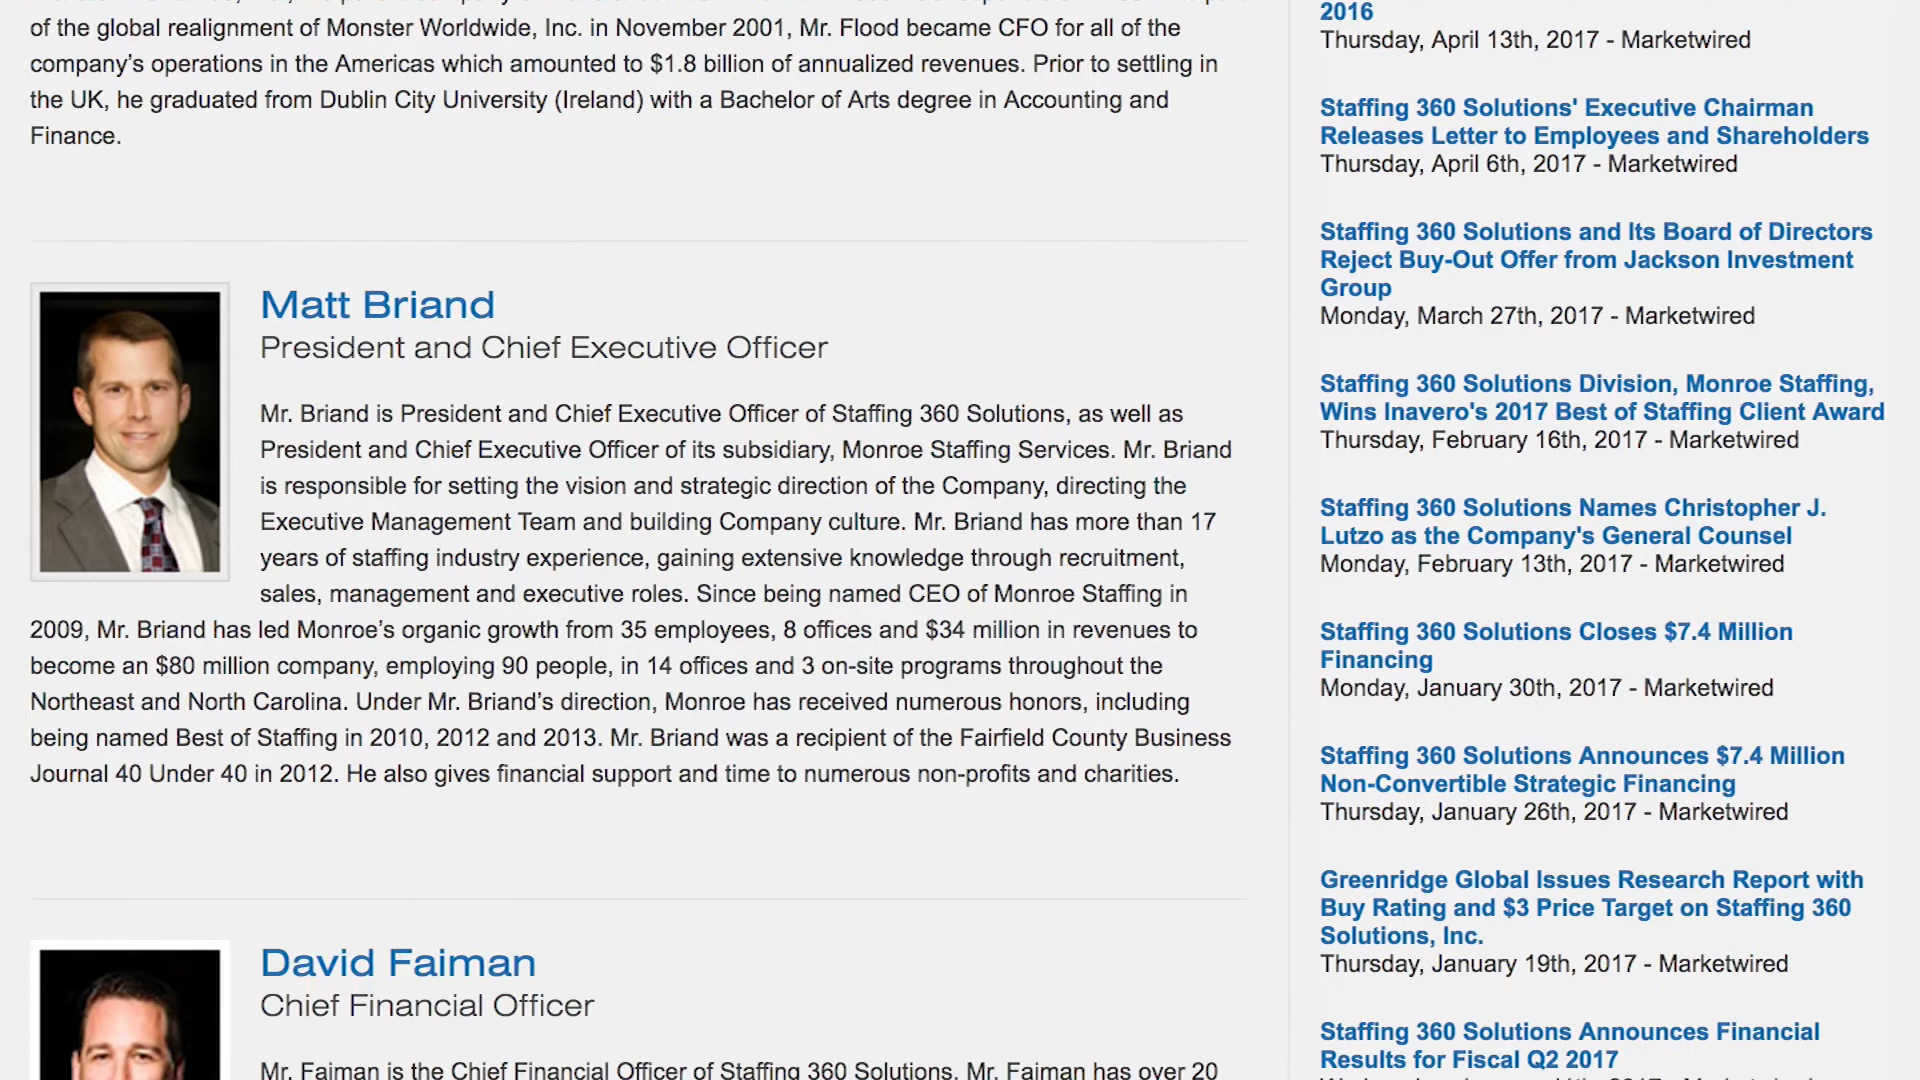 of the global realignment of Monster Worldwide, Inc. in November 2001, Mr. Flood became CFO for all of the
company’s operations in the Americas which amounted to $1.8 billion of annualized revenues. Prior to settling in
the UK, he graduated from Dublin City University (Ireland) with a Bachelor of Arts degree in Accounting and
Finance.
Matt Briand
President and Chief Executive Officer
Mr. Briand is President and Chief Executive Officer of Staffing 360 Solutions, as well as
President and Chief Executive Officer of its subsidiary, Monroe Staffing Services. Mr. Briand
is responsible for setting the vision and strategic direction of the Company, directing the
Executive Management Team and building Company culture. Mr. Briand has more than 17
years of staffing industry experience, gaining extensive knowledge through recruitment,
sales, management and executive roles. Since being named CEO of Monroe Staffing in
2009, Mr. Briand has led Monroe’s organic growth from 35 employees, 8 offices and $34 million in revenues to
become an $80 million company, employing 90 people, in 14 offices and 3 on-site programs throughout the
Northeast and North Carolina. Under Mr. Briand’s direction, Monroe has received numerous honors, including
being named Best of Staffing in 2010, 2012 and 2013. Mr. Briand was a recipient of the Fairfield County Business
Journal 40 Under 40 in 2012. He also gives financial support and time to numerous non-profits and charities.
David Faiman
Chief Financial Officer
Mr. Faiman is the Chief Financial Officer of Staffing 360 Solutions. Mr. Faiman has over 20
2016
Thursday, April 13th, 2017 - Marketwired
Staffing 360 Solutions' Executive Chairman
Releases Letter to Employees and Shareholders
Thursday, April 6th, 2017 - Marketwired
Staffing 360 Solutions and Its Board of Directors
Reject Buy-Out Offer from Jackson Investment
Group
Monday, March 27th, 2017 - Marketwired
Staffing 360 Solutions Division, Monroe Staffing,
Wins Inavero's 2017 Best of Staffing Client Award
Thursday, February 16th, 2017 - Marketwired
Staffing 360 Solutions Names Christopher J.
Lutzo as the Company's General Counsel
Monday, February 13th, 2017 - Marketwired
Staffing 360 Solutions Closes $7.4 Million
Financing
Monday, January 30th, 2017 - Marketwired
Staffing 360 Solutions Announces $7.4 Million
Non-Convertible Strategic Financing
Thursday, January 26th, 2017 - Marketwired
Greenridge Global Issues Research Report with
Buy Rating and $3 Price Target on Staffing 360
Solutions, Inc.
Thursday, January 19th, 2017 - Marketwired
Staffing 360 Solutions Announces Financial
Results for Fiscal Q2 2017